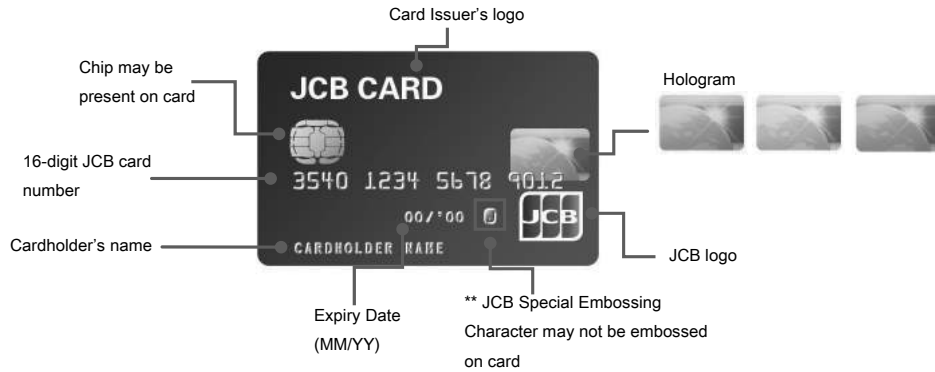 Card Issuer's logo
Chip may be
present on card
JCB CARD
Hologram
16-digit JCB card
number
3540 1234 5678 9012
00/'00
JCB
Cardholder's name
CARDHOLDER NAME
JCB logo
Expiry Date
(MM/YY)
** JCB Special Embossing
Character may not be embossed
on card